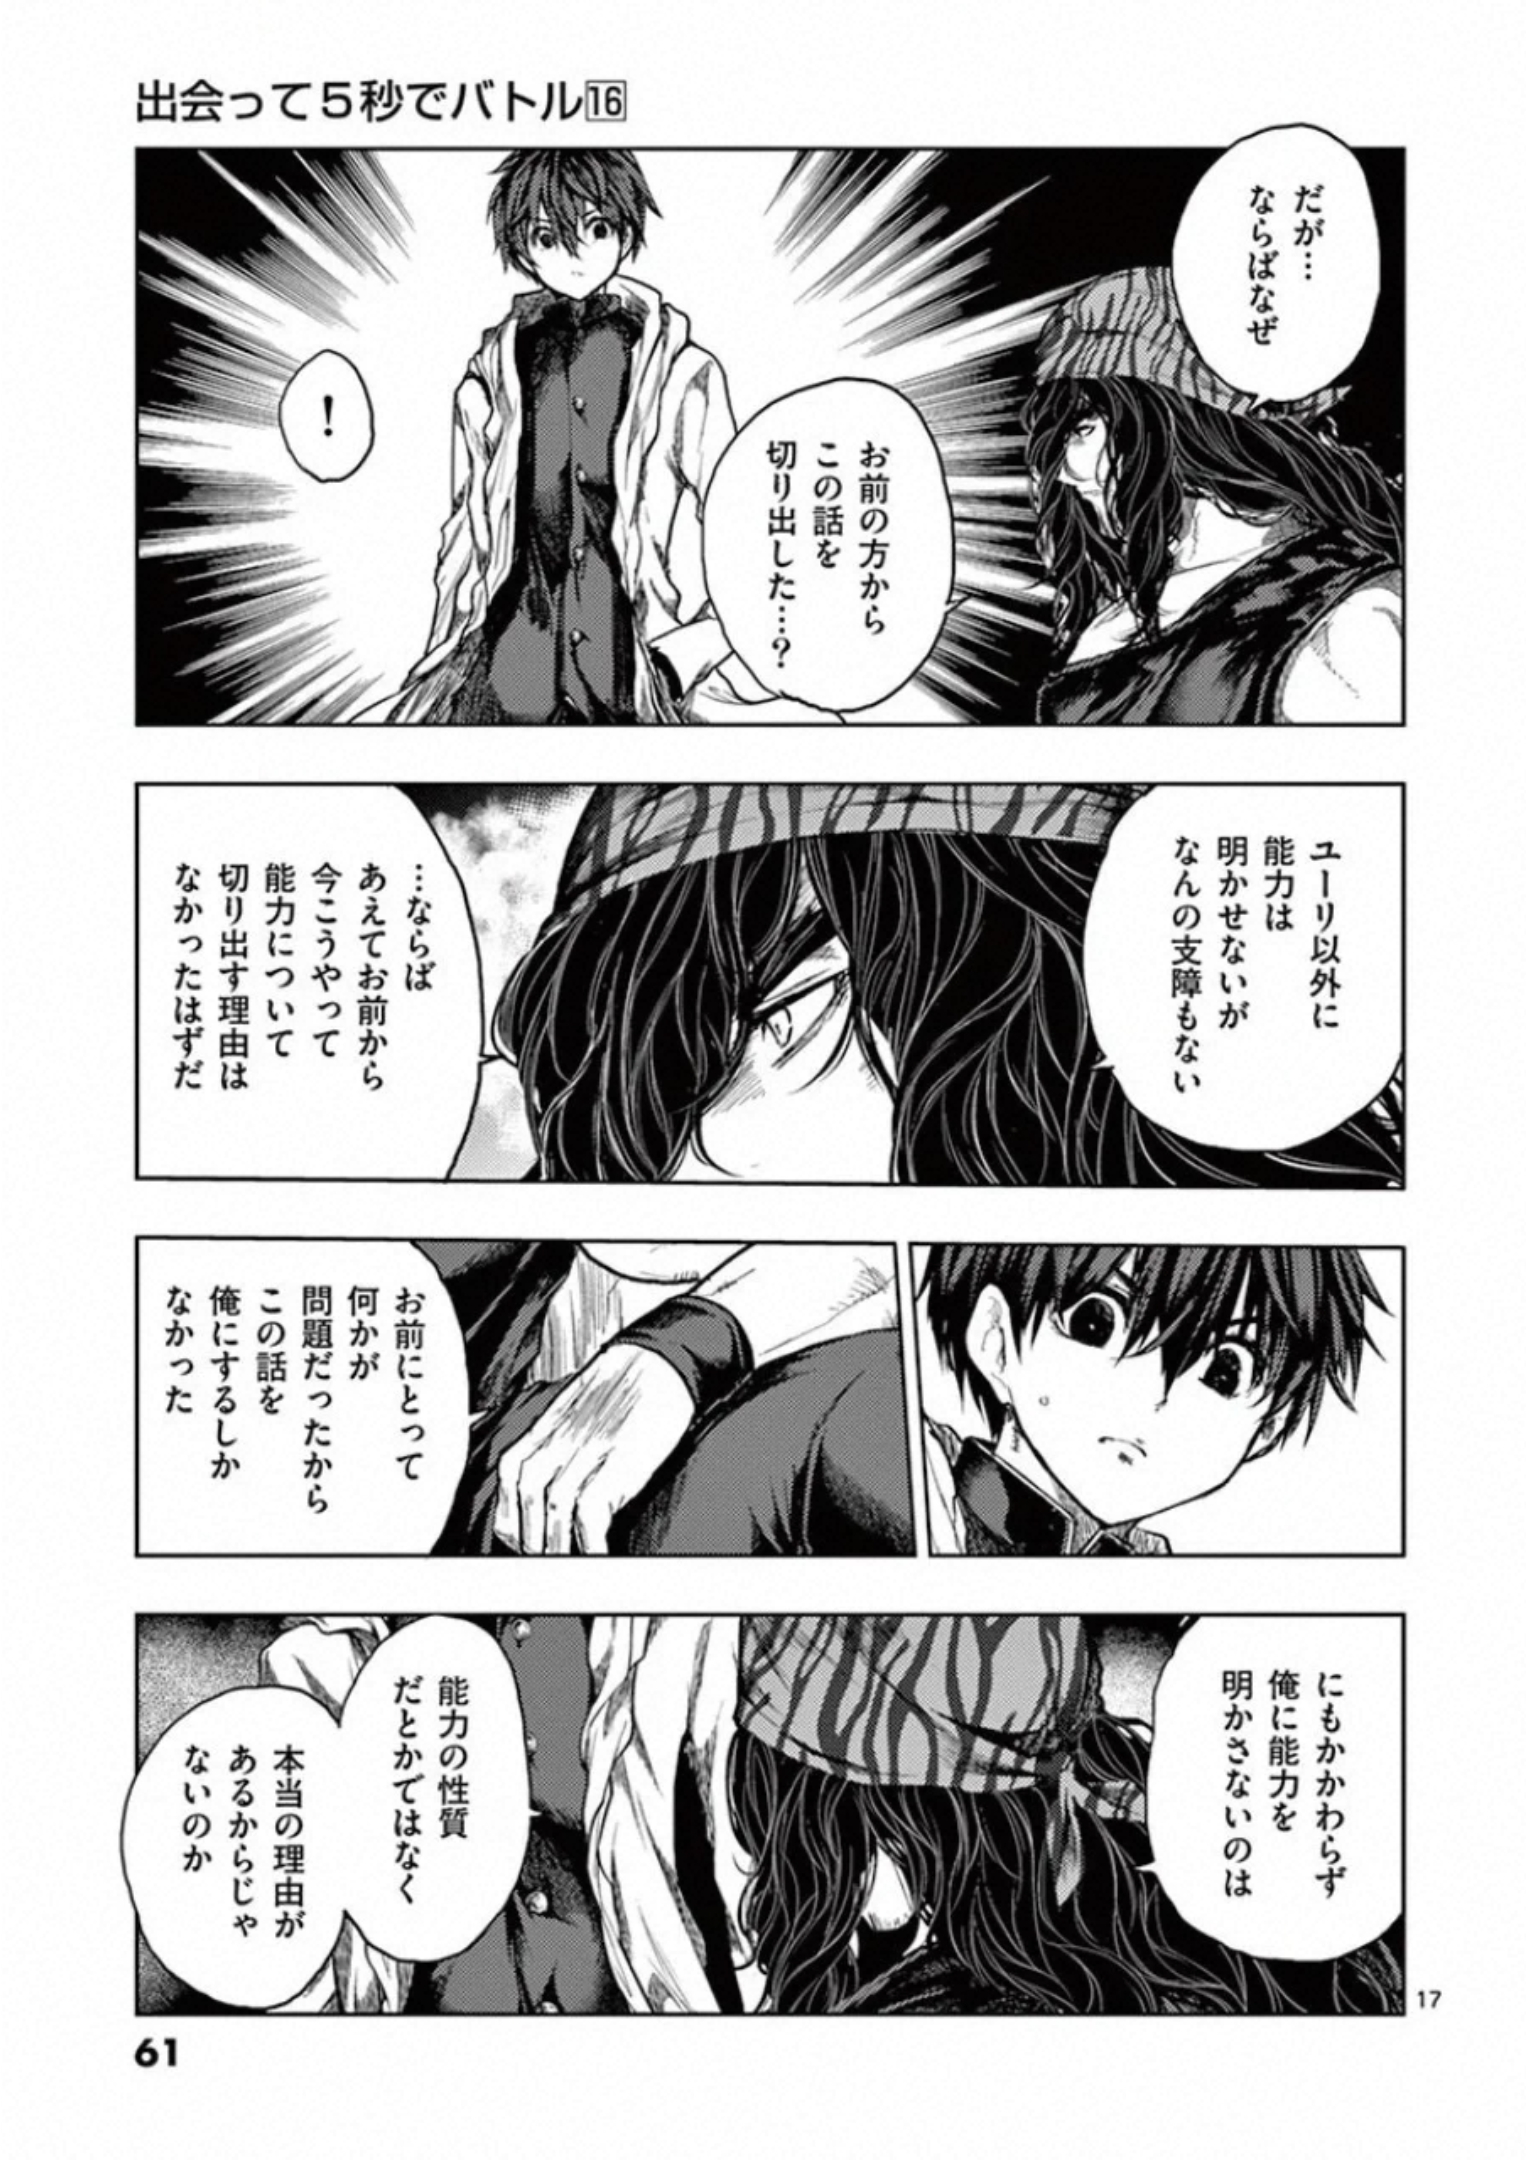 出会って5秒でバトル16
だが…
ならばなぜ
お前の方から
この話を
切り出した…?
!
ユーリ以外に
能力は
明かせないが
なんの支障もない
…ならば
あえてお前から
今こうやって
能力について
切り出す理由は
なかったはずだ
お前にとって
何かが
問題だったから
この話を
俺にするしか
なかった
にもかかわらず
俺に能力を
明かさないのは
能力の性質
だとかではなく
本当の理由が
あるからじゃ
ないのか
17
61